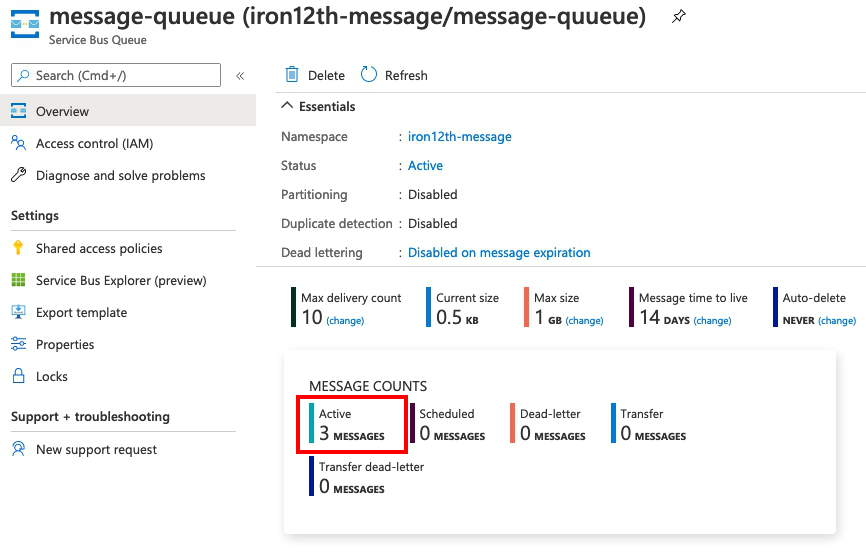 message-quueue (iron12th-message/message-quueue)
Service Bus Queue
Search (Cmd+/)
«
Overview
Access control (IAM)
Diagnose and solve problems
Settings
Shared access policies
Service Bus Explorer (preview)
Export template
Properties
Locks
Support + troubleshooting
New support request
Delete Refresh
Essentials
Namespace : iron12th-message
Status : Active
Partitioning : Disabled
Duplicate detection : Disabled
Dead lettering : Disabled on message expiration
Max delivery count
10 (change)
Current size
0.5 KB
Max size
1 GB (change)
Message time to live
14 DAYS (change)
Auto-delete
NEVER (change)
MESSAGE COUNTS
Active
3 MESSAGES
Scheduled
0 MESSAGES
Dead-letter
0 MESSAGES
Transfer
0 MESSAGES
Transfer dead-letter
0 MESSAGES